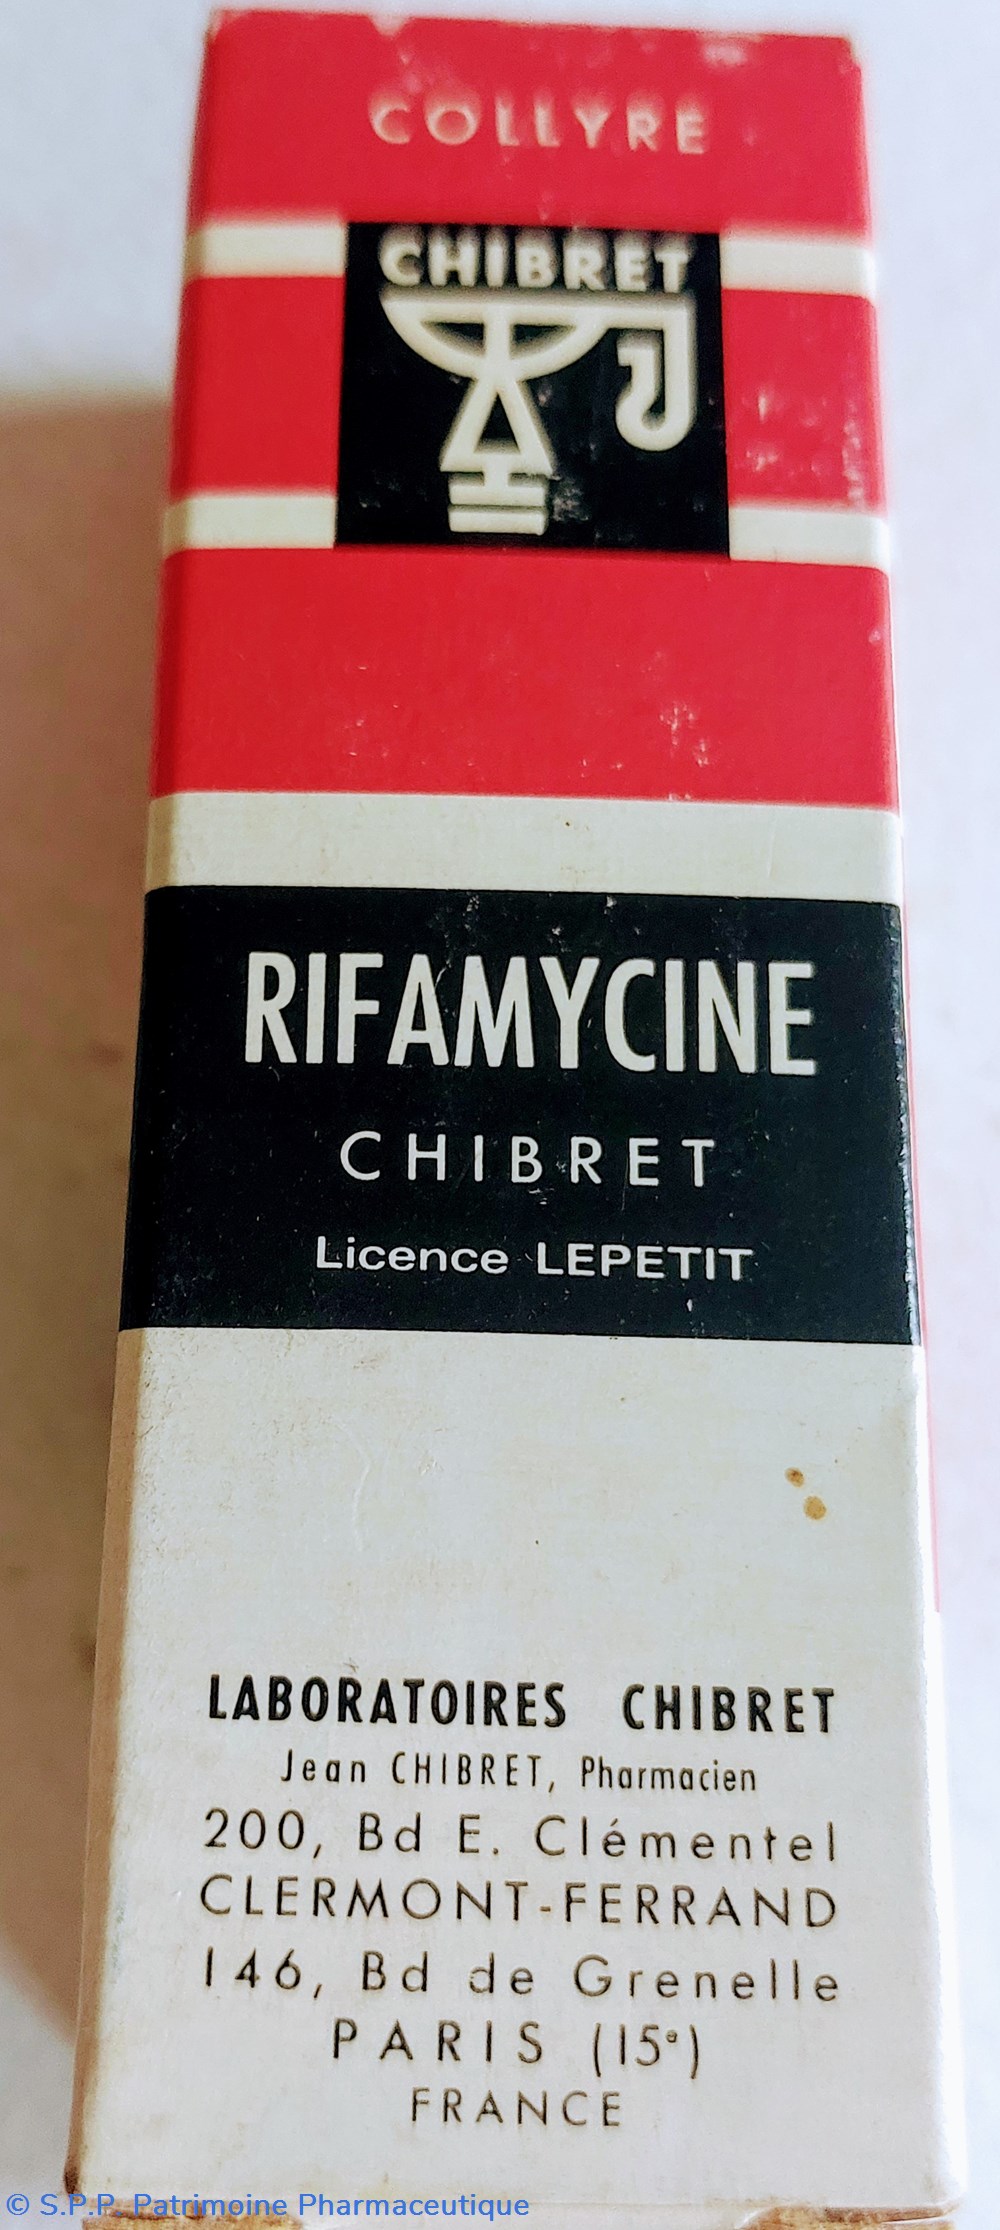 COLLYRE
CHIBRET
RIFAMYCINE
CHIBRET
Licence LEPETIT
LABORATOIRES CHIBRET
Jean CHIBRET, Pharmacien
200, Bd E. Clémentel
CLERMONT-FERRAND
146, Bd de Grenelle
PARIS (15e)
FRANCE
© S.P.P. Patrimoine Pharmaceutique